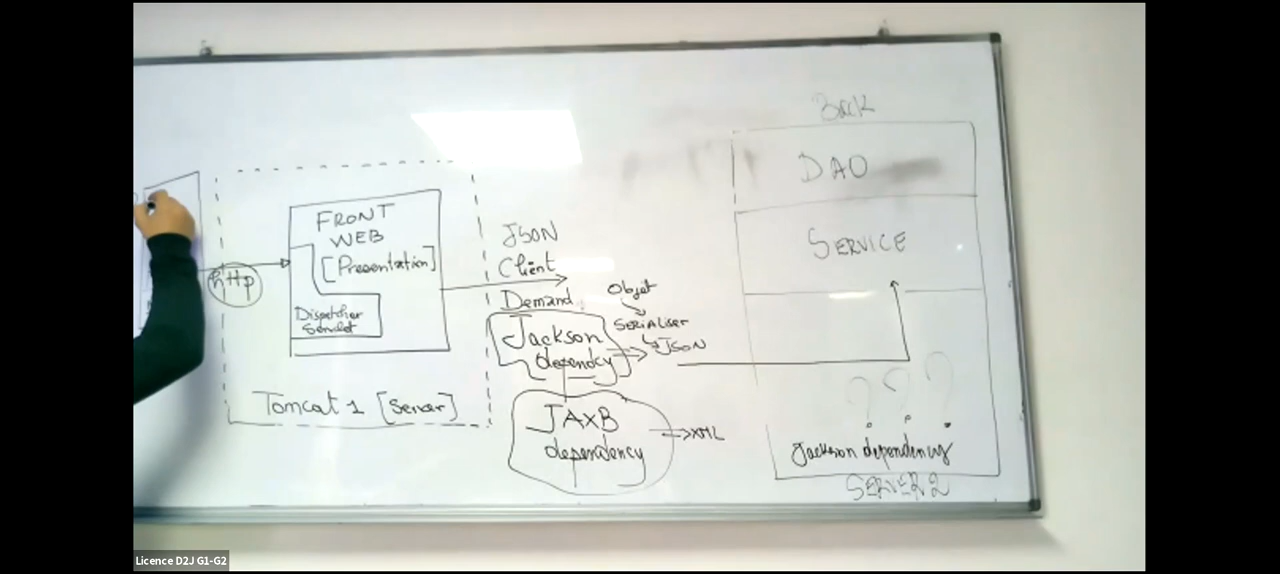 http
FRONT
WEB
[Presentation]
Dispatcher
Servlet
Tomcat 1 [Server]
JSON
Client
Demand
Jackson
dependcy
Objet
SERIALISER
JSON
JAXB
dependency
XML
Back
DAO
SERVICE
? ? ?
Jackson dependency
SERVER 2
Licence D2J G1-G2